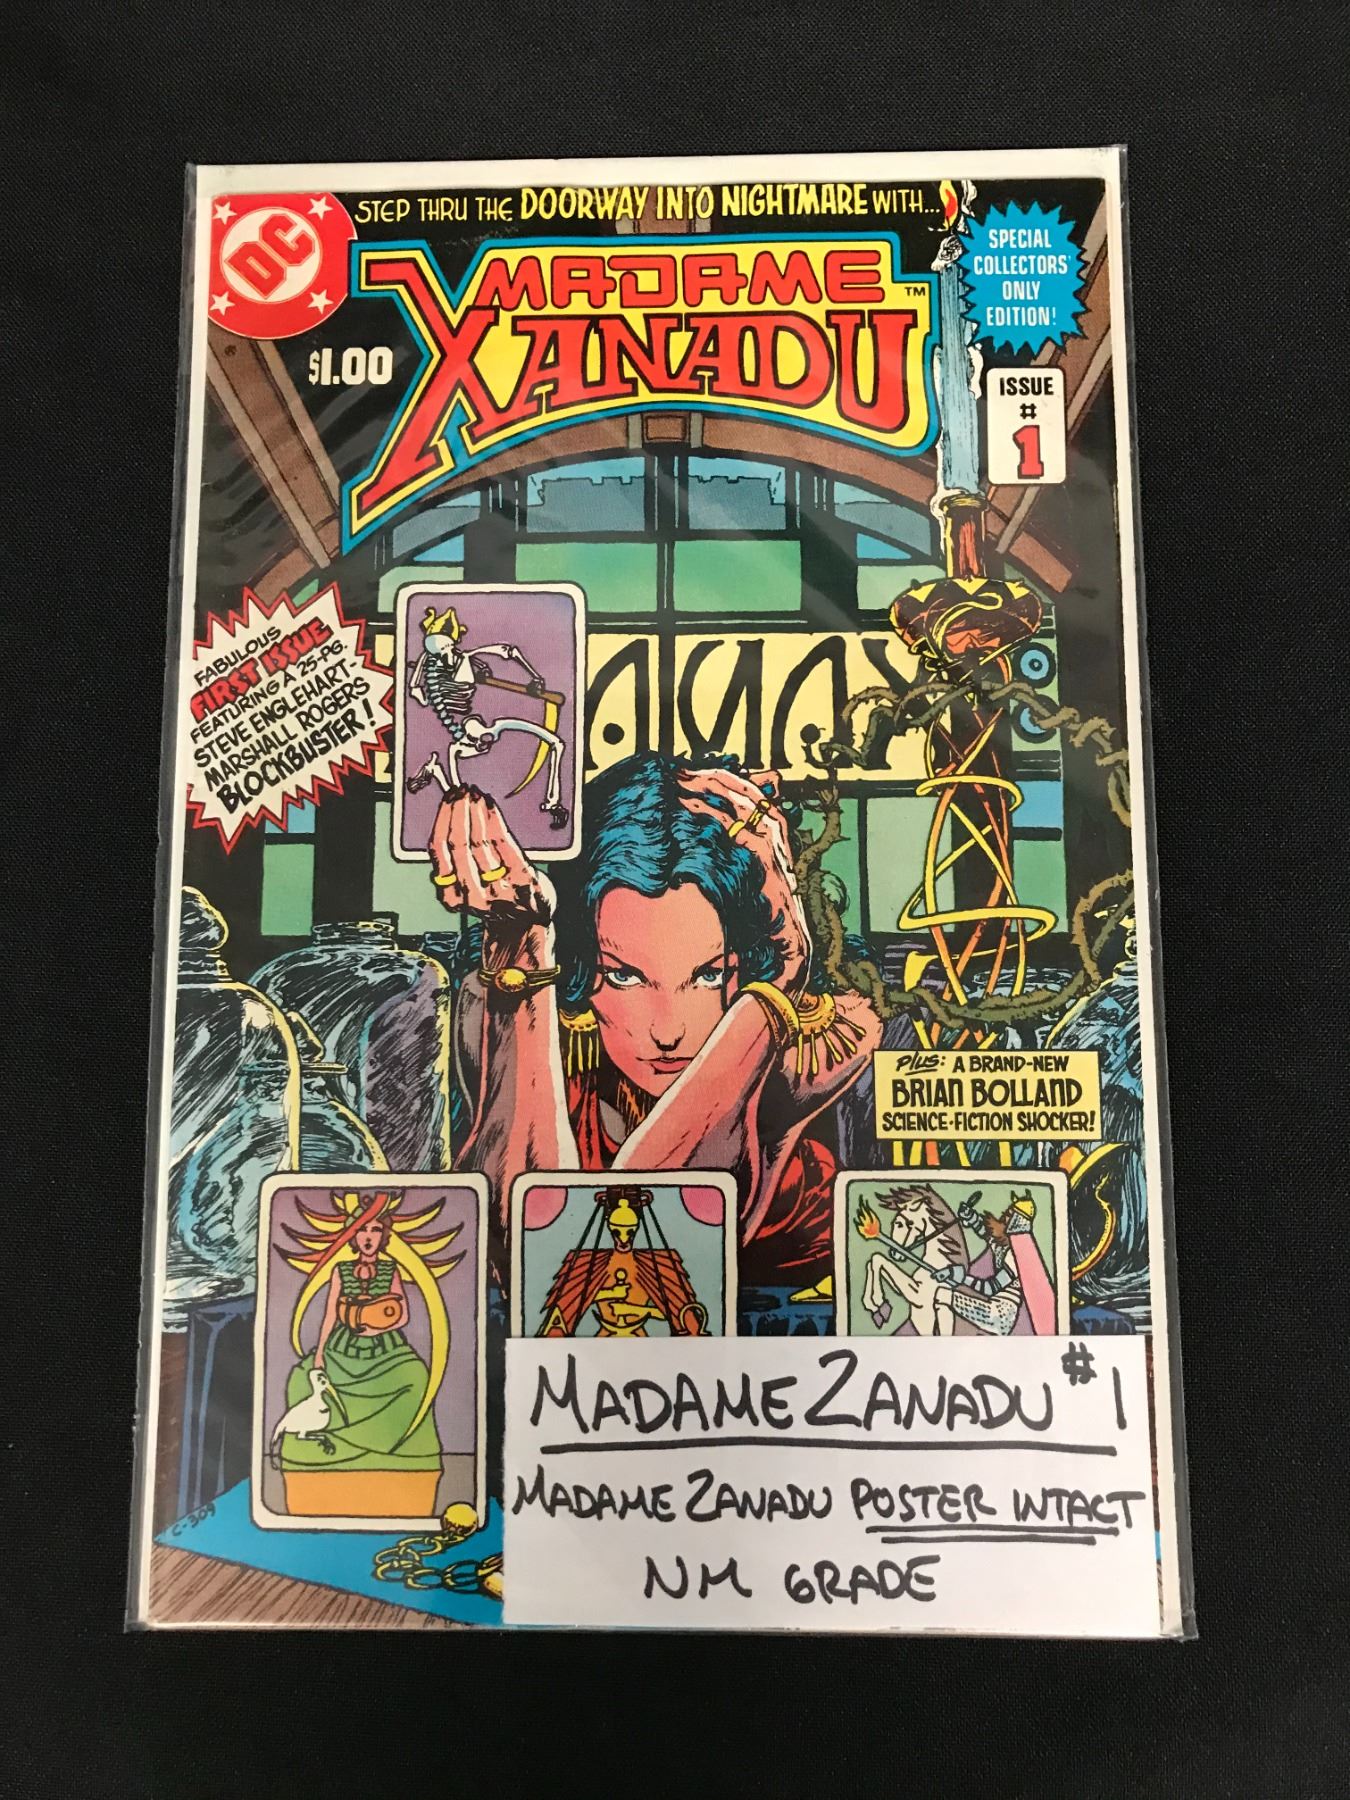 STEP THRU THE DOORWAY INTO NIGHTMARE WITH...
DC
MADAME
XANADU
TM
SPECIAL
COLLECTORS'
ONLY
EDITION!
$1.00
ISSUE
#
1
FABULOUS
FIRST ISSUE
FEATURING A 25-PG.
STEVE ENGLEHART-
MARSHALL ROGERS
BLOCKBUSTER!
PLUS: A BRAND-NEW
BRIAN BOLLAND
SCIENCE-FICTION SHOCKER!
C-309
MADAME ZANADU #1
MADAME ZANADU POSTER INTACT
NM GRADE